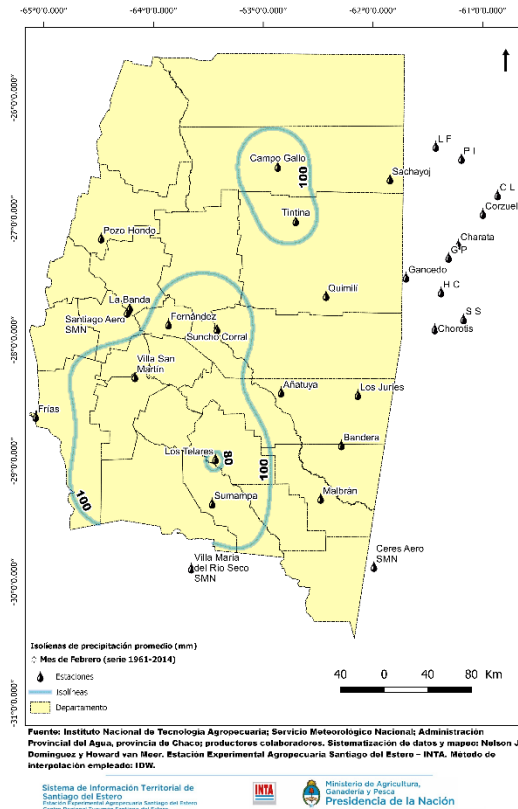 -65°0'0.000" -64°0'0.000" -63°0'0.000" -62°0'0.000" -61°0'0.000"
-26°0'0.000"
-27°0'0.000"
-28°0'0.000"
-29°0'0.000"
-30°0'0.000"
-31°0'0.000"
L F
P I
Campo Gallo
100
Sachayoj
C L
Corzuel
Tintina
Pozo Hondo
Charata
G P
Gancedo
H C
Quimilí
La Banda
Santiago Aero
SMN
Fernández
Suncho Corral
S S
Chorotis
Villa San
Martín
Añatuya
Los Juries
Frías
Bandera
Los Telares
80
100
100
Sumampa
Malbrán
Villa María
del Río Seco
SMN
Ceres Aero
SMN
Isolíenas de precipitación promedio (mm)
Mes de Febrero (serie 1961-2014)
Estaciones
Isolíneas
Departamento
40 0 40 80 Km
Fuente: Instituto Nacional de Tecnología Agropecuaria; Servicio Meteorológico Nacional; Administración
Provincial del Agua, provincia de Chaco; productores colaboradores. Sistematización de datos y mapeo: Nelson J
Domínguez y Howard van Meer. Estación Experimental Agropecuaria Santiago del Estero – INTA. Método de
interpolación empleado: IDW.
Sistema de Información Territorial de
Santiago del Estero
Estación Experimental Agropecuaria Santiago del Estero
INTA
Ministerio de Agricultura,
Ganadería y Pesca
Presidencia de la Nación